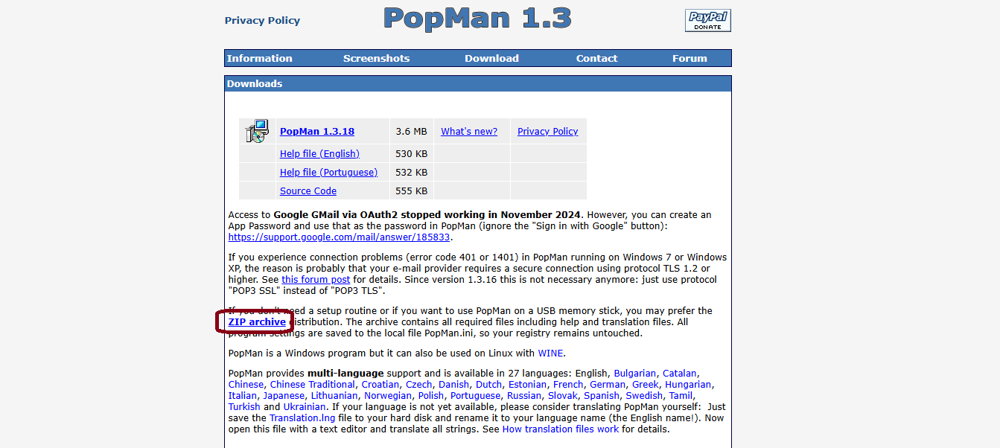 Privacy Policy
PopMan 1.3
PayPal
DONATE
Information Screenshots Download Contact Forum
Downloads
PopMan 1.3.18 3.6 MB What's new? Privacy Policy
Help file (English) 530 KB
Help file (Portuguese) 532 KB
Source Code 555 KB
Access to Google GMail via OAuth2 stopped working in November 2024. However, you can create an
App Password and use that as the password in PopMan (ignore the "Sign in with Google" button):
https://support.google.com/mail/answer/185833.
If you experience connection problems (error code 401 or 1401) in PopMan running on Windows 7 or Windows
XP, the reason is probably that your e-mail provider requires a secure connection using protocol TLS 1.2 or
higher. See this forum post for details. Since version 1.3.16 this is not necessary anymore: just use protocol
"POP3 SSL" instead of "POP3 TLS".
If you don't need a setup routine or if you want to use PopMan on a USB memory stick, you may prefer the
ZIP archive distribution. The archive contains all required files including help and translation files. All
program settings are saved to the local file PopMan.ini, so your registry remains untouched.
PopMan is a Windows program but it can also be used on Linux with WINE.
PopMan provides multi-language support and is available in 27 languages: English, Bulgarian, Catalan,
Chinese, Chinese Traditional, Croatian, Czech, Danish, Dutch, Estonian, French, German, Greek, Hungarian,
Italian, Japanese, Lithuanian, Norwegian, Polish, Portuguese, Russian, Slovak, Spanish, Swedish, Tamil,
Turkish and Ukrainian. If your language is not yet available, please consider translating PopMan yourself: Just
save the Translation.lng file to your hard disk and rename it to your language name (the English name!). Now
open this file with a text editor and translate all strings. See How translation files work for details.